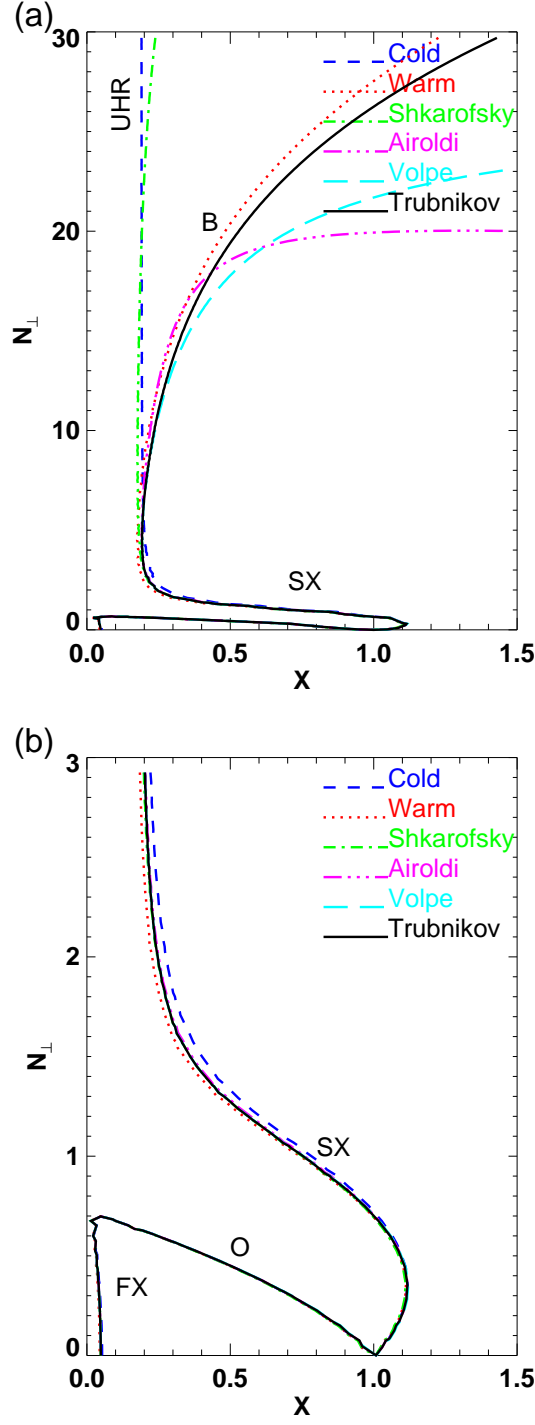 (a)
30
20
10
0
N⊥
UHR
B
SX
Cold
Warm
Shkarofsky
Airoldi
Volpe
Trubnikov
0.0 0.5 1.0 1.5
X
(b)
3
2
1
0
N⊥
Cold
Warm
Shkarofsky
Airoldi
Volpe
Trubnikov
SX
O
FX
0.0 0.5 1.0 1.5
X